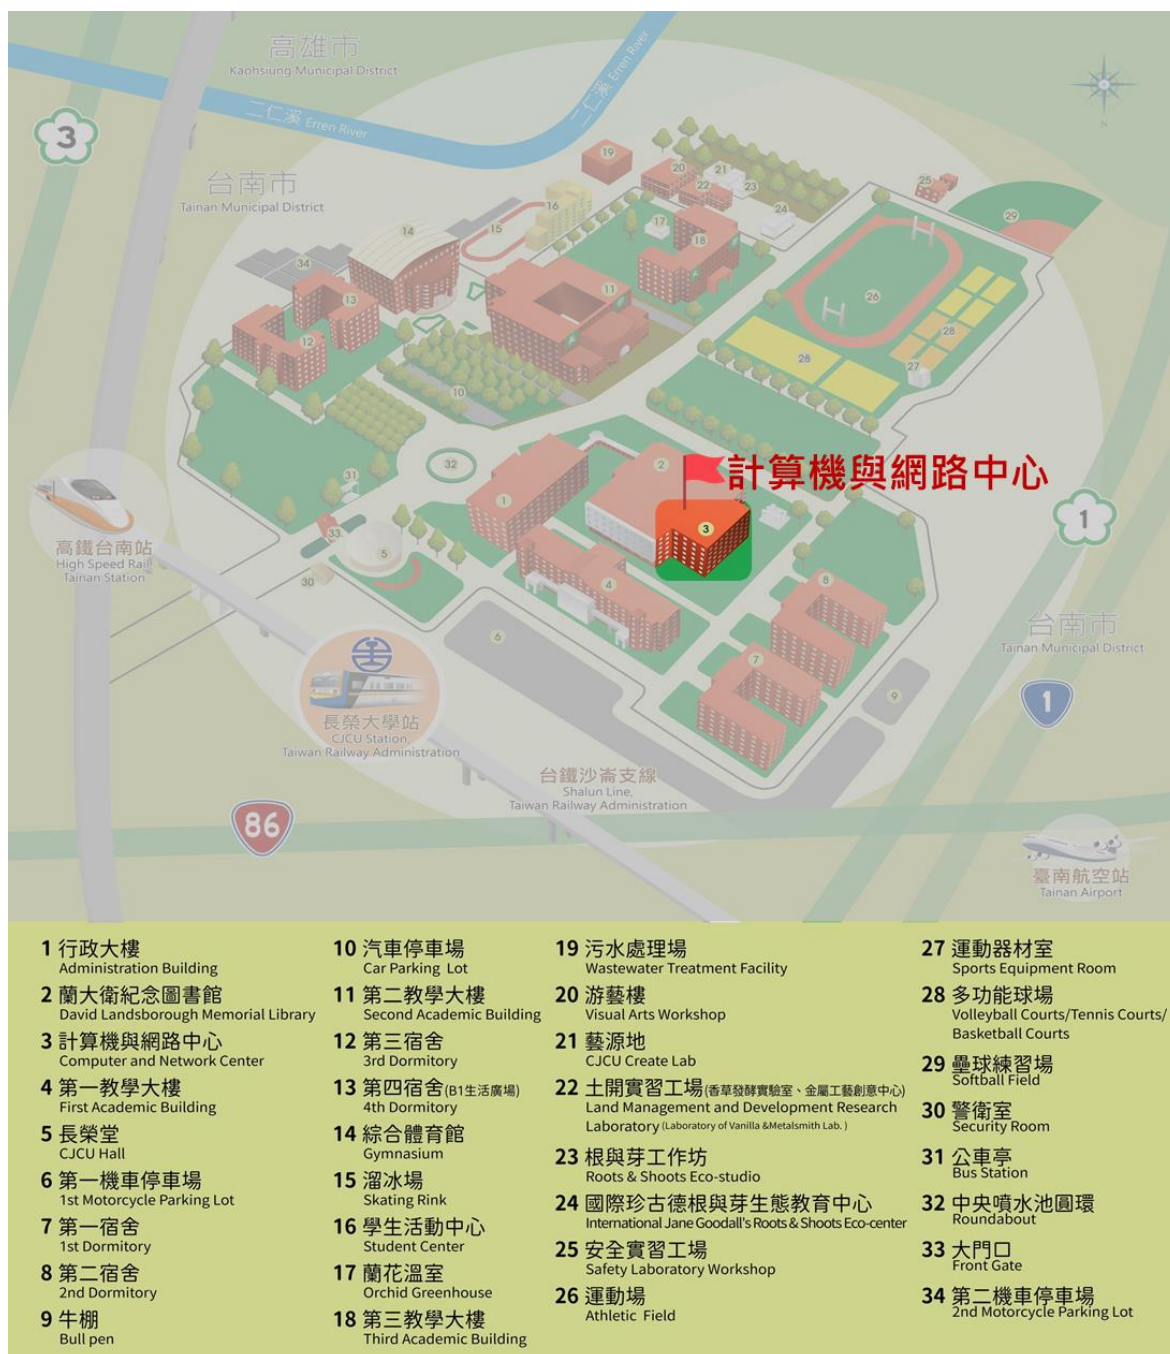 高雄市
Kaohsiung Municipal District
二仁溪 Erren River
二仁溪 Erren River
3
台南市
Tainan Municipal District
N
19
20
21
22
23
24
25
29
16
15
14
17
18
34
13
12
11
26
28
28
27
10
32
31
2
計算機與網路中心
1
3
1
高鐵台南站
High Speed Rail
Tainan Station
33
5
30
4
8
6
7
9
台南市
Tainan Municipal District
1
長榮大學站
CJCU Station,
Taiwan Railway Administration
台鐵沙崙支線
Shalun Line,
Taiwan Railway Administration
86
臺南航空站
Tainan Airport
1 行政大樓
Administration Building
2 蘭大衛紀念圖書館
David Landsborough Memorial Library
3 計算機與網路中心
Computer and Network Center
4 第一教學大樓
First Academic Building
5 長榮堂
CJCU Hall
6 第一機車停車場
1st Motorcycle Parking Lot
7 第一宿舍
1st Dormitory
8 第二宿舍
2nd Dormitory
9 牛棚
Bull pen
10 汽車停車場
Car Parking Lot
11 第二教學大樓
Second Academic Building
12 第三宿舍
3rd Dormitory
13 第四宿舍(B1生活廣場)
4th Dormitory
14 綜合體育館
Gymnasium
15 溜冰場
Skating Rink
16 學生活動中心
Student Center
17 蘭花溫室
Orchid Greenhouse
18 第三教學大樓
Third Academic Building
19 污水處理場
Wastewater Treatment Facility
20 游藝樓
Visual Arts Workshop
21 藝源地
CJCU Create Lab
22 土開實習工場(香草發酵實驗室、金屬工藝創意中心)
Land Management and Development Research
Laboratory (Laboratory of Vanilla &Metalsmith Lab. )
23 根與芽工作坊
Roots & Shoots Eco-studio
24 國際珍古德根與芽生態教育中心
International Jane Goodall's Roots & Shoots Eco-center
25 安全實習工場
Safety Laboratory Workshop
26 運動場
Athletic Field
27 運動器材室
Sports Equipment Room
28 多功能球場
Volleyball Courts/Tennis Courts/
Basketball Courts
29 壘球練習場
Softball Field
30 警衛室
Security Room
31 公車亭
Bus Station
32 中央噴水池圓環
Roundabout
33 大門口
Front Gate
34 第二機車停車場
2nd Motorcycle Parking Lot